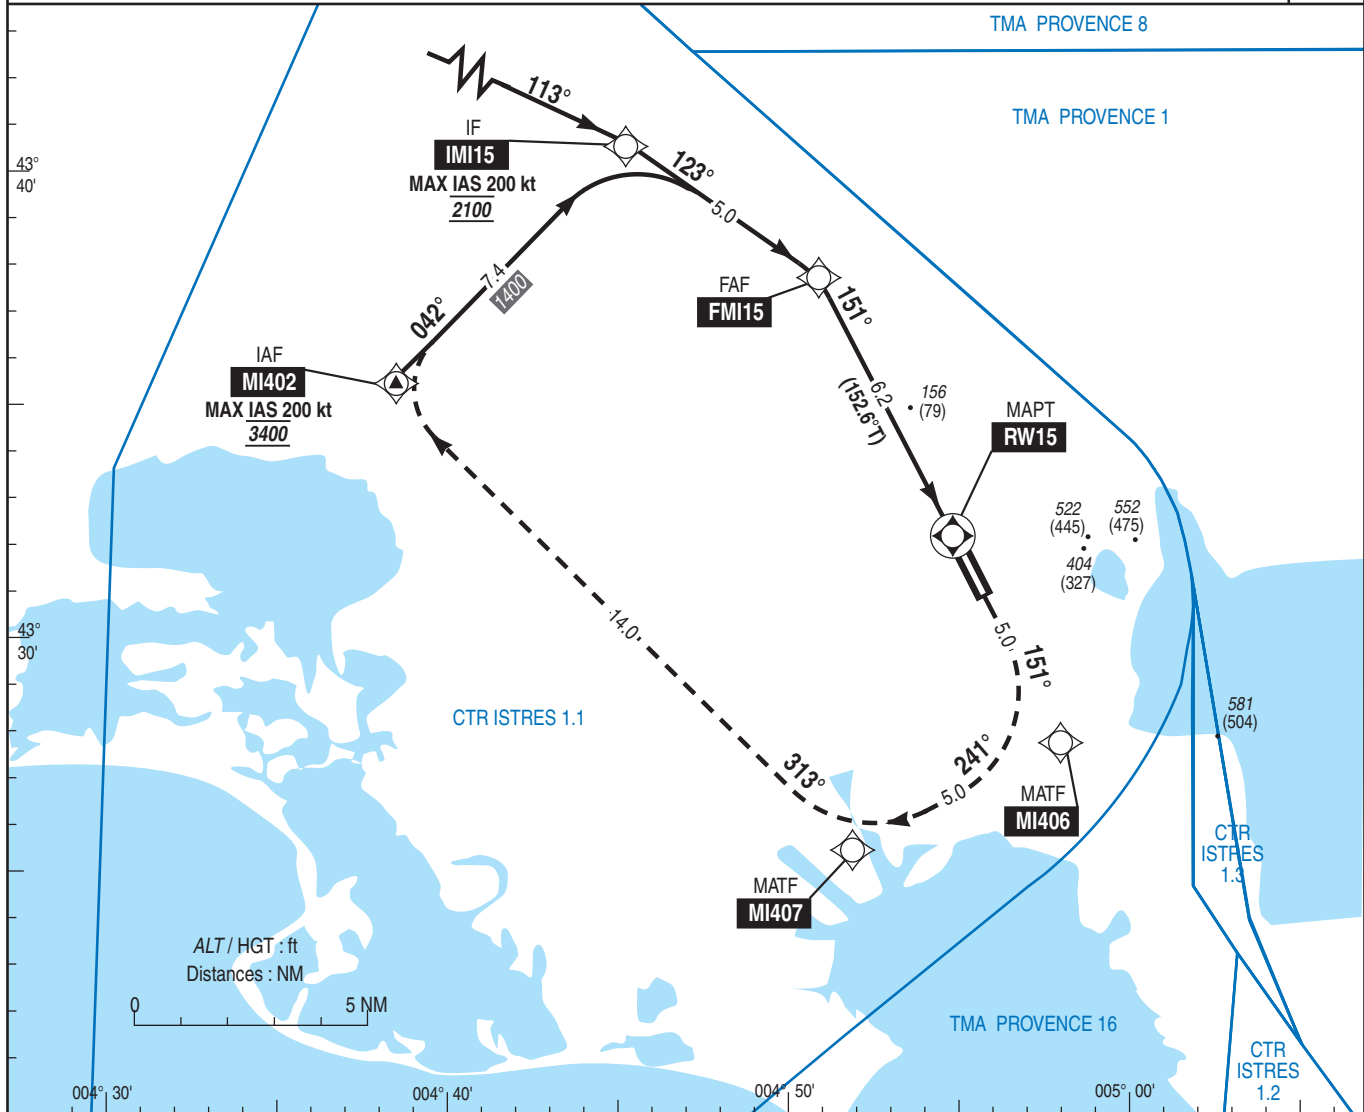 TMA PROVENCE 8
TMA PROVENCE 1
113°
IF
IMI15
MAX IAS 200 kt
2100
123°
5.0
43°
40'
7.4
1400
042°
FAF
FMI15
151°
IAF
MI402
MAX IAS 200 kt
3400
6.2
(152.6°T)
156
(79)
MAPT
RW15
522
(445)
552
(475)
404
(327)
43°
30'
14.0
5.0
151°
CTR ISTRES 1.1
581
(504)
313°
241°
5.0
MATF
MI406
CTR
ISTRES
1.3
MATF
MI407
ALT / HGT : ft
Distances : NM
0 5 NM
TMA PROVENCE 16
CTR
ISTRES
1.2
004° 30' 004° 40' 004° 50' 005° 00'